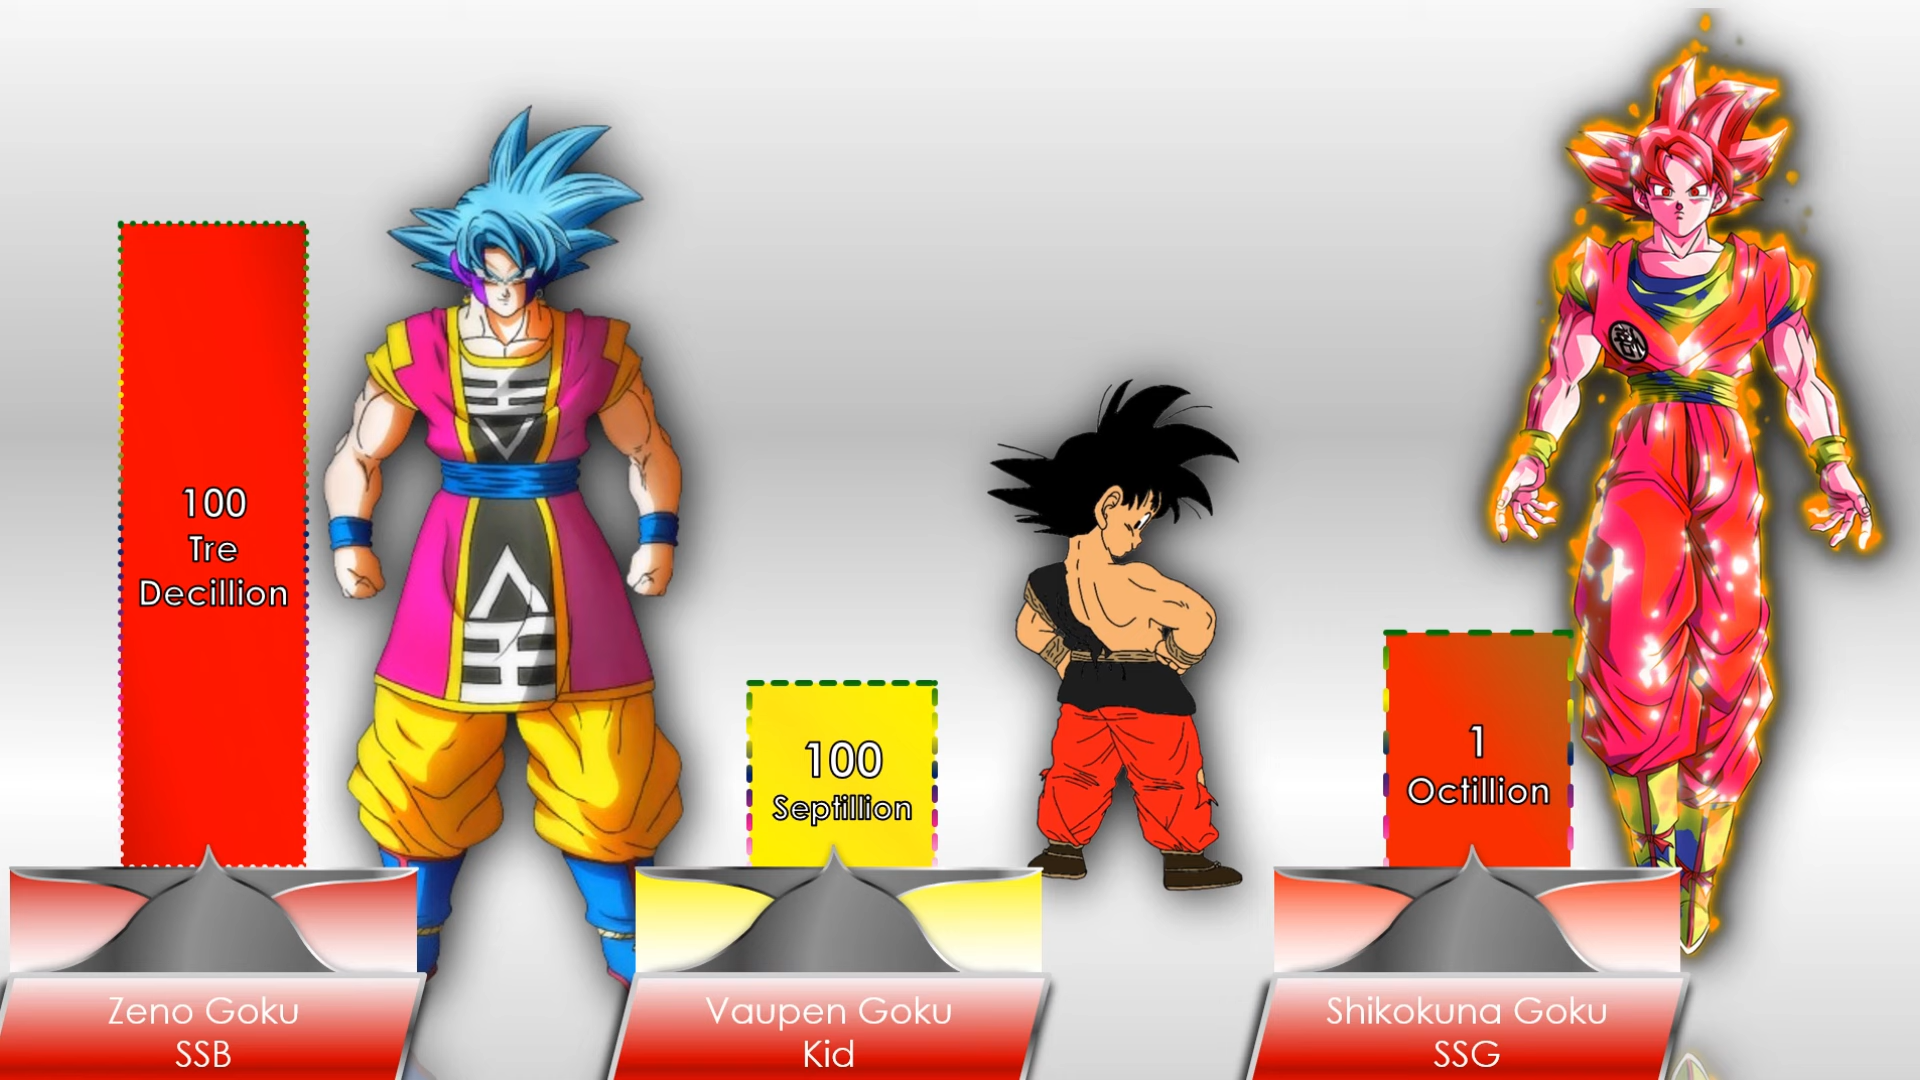 100
Tre
Decillion
100
Septillion
1
Octillion
Zeno Goku
SSB
Vaupen Goku
Kid
Shikokuna Goku
SSG